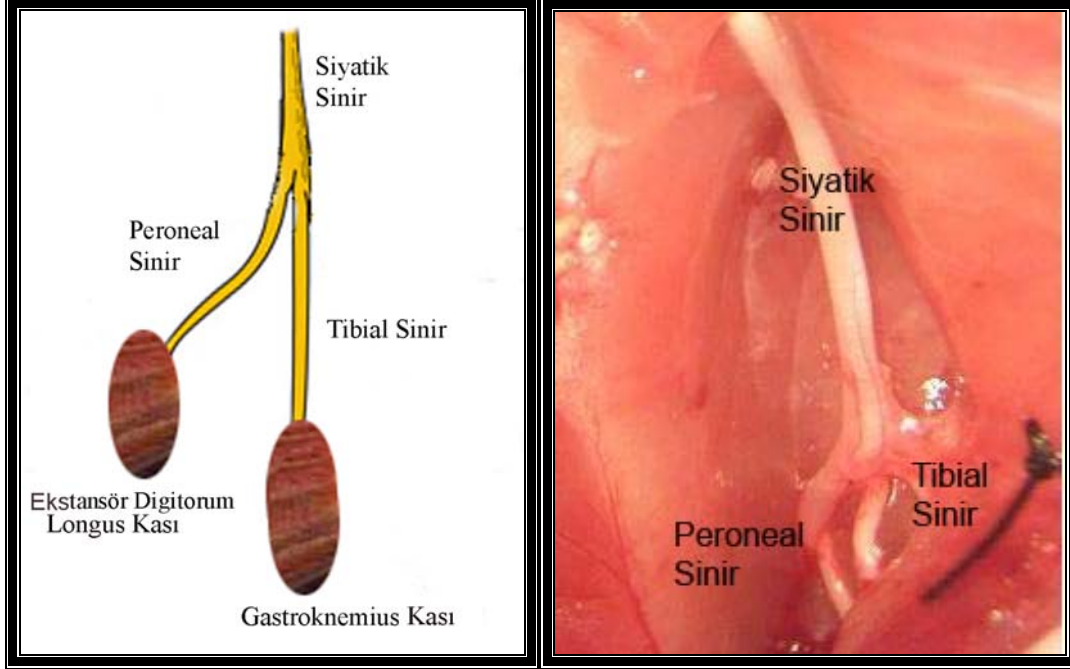 Siyatik
Sinir
Peroneal
Sinir
Tibial Sinir
Ekstansör Digitorum
Longus Kası
Gastroknemius Kası
Siyatik
Sinir
Tibial
Sinir
Peroneal
Sinir